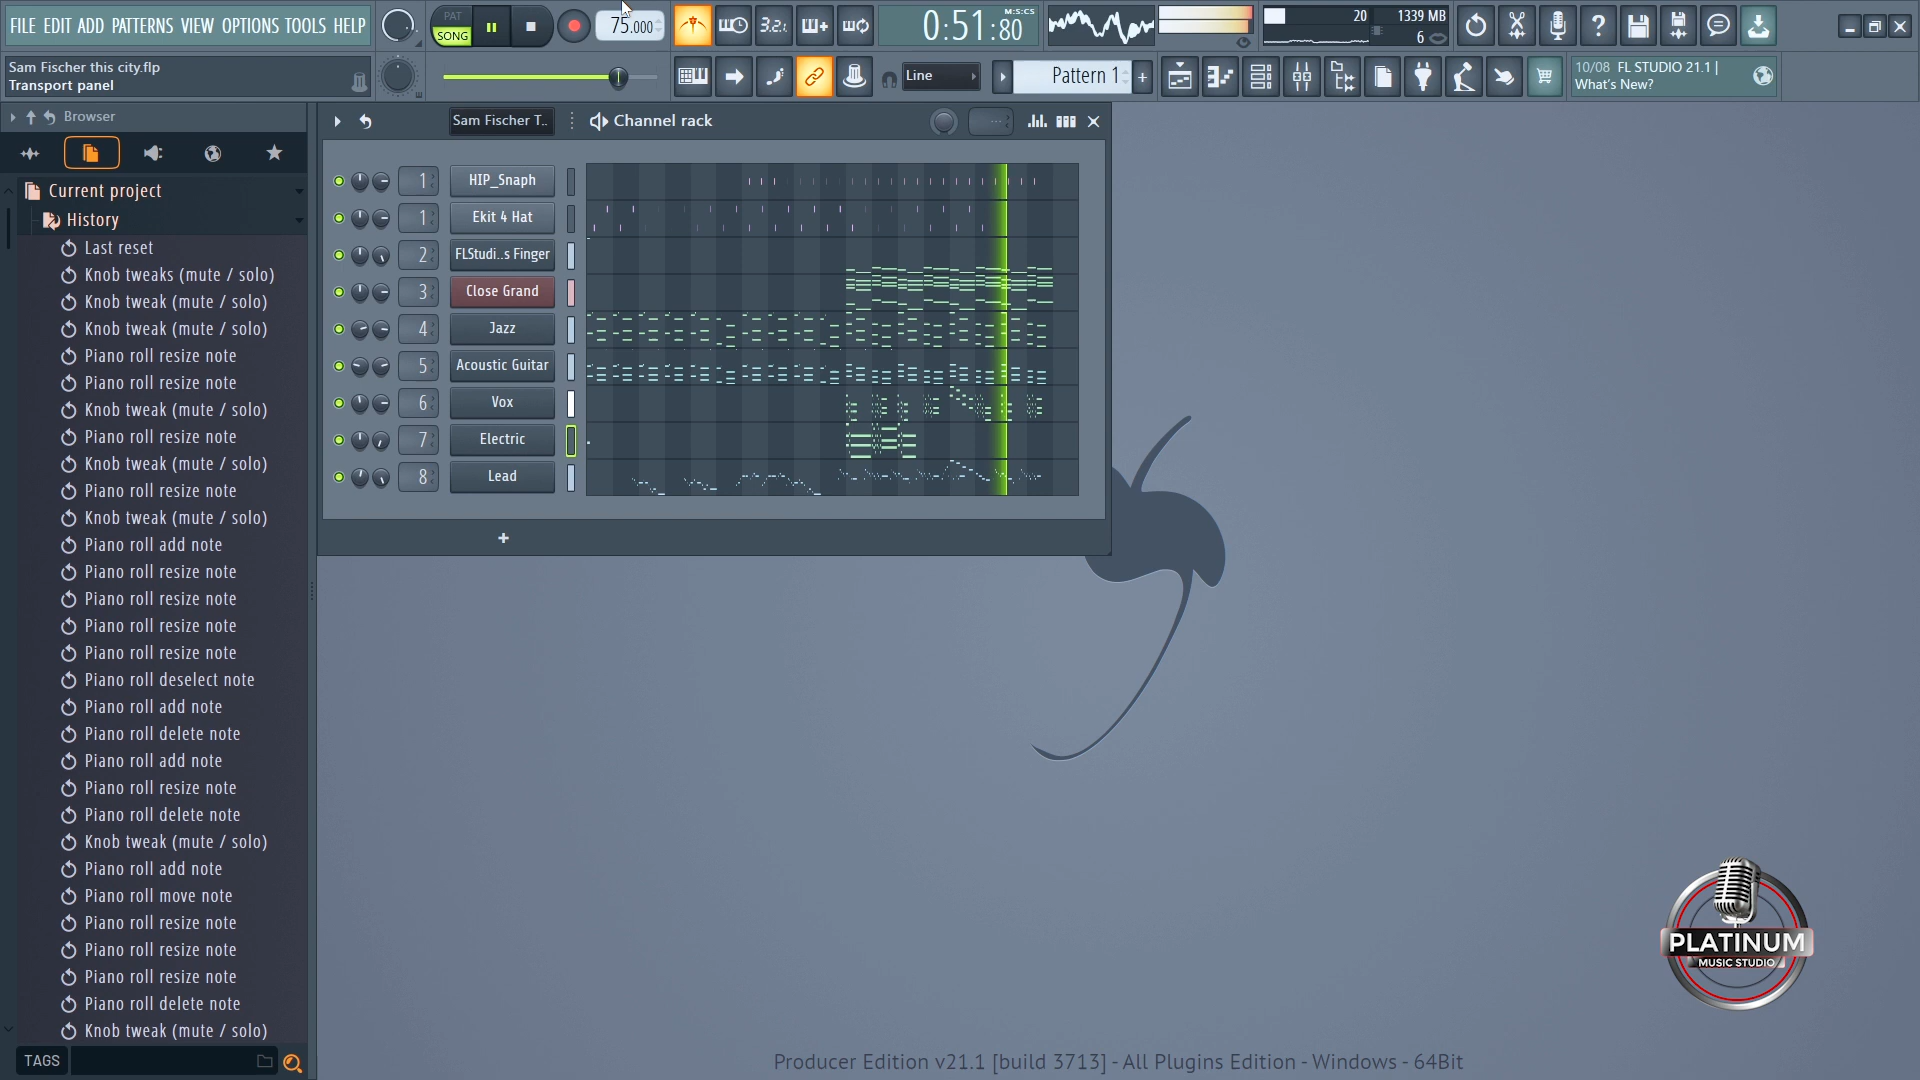 FILE EDIT ADD PATTERNS VIEW OPTIONS TOOLS HELP
PAT
SONG
75.000
3.2.
0:51:80
M:S:CS
20
1339 MB
6
Sam Fischer this city.flp
Transport panel
Line
Pattern 1
+
10/08 FL STUDIO 21.1 |
What's New?
Browser
Sam Fischer T..
Channel rack
Current project
History
Last reset
Knob tweaks (mute / solo)
Knob tweak (mute / solo)
Knob tweak (mute / solo)
Piano roll resize note
Piano roll resize note
Knob tweak (mute / solo)
Piano roll resize note
Knob tweak (mute / solo)
Piano roll resize note
Knob tweak (mute / solo)
Piano roll add note
Piano roll resize note
Piano roll resize note
Piano roll resize note
Piano roll resize note
Piano roll deselect note
Piano roll add note
Piano roll delete note
Piano roll add note
Piano roll resize note
Piano roll delete note
Knob tweak (mute / solo)
Piano roll add note
Piano roll move note
Piano roll resize note
Piano roll resize note
Piano roll resize note
Piano roll delete note
Knob tweak (mute / solo)
TAGS
1 HIP_Snaph
1 Ekit 4 Hat
2 FLStudi..s Finger
3 Close Grand
4 Jazz
5 Acoustic Guitar
6 Vox
7 Electric
8 Lead
+
PLATINUM
MUSIC STUDIO
Producer Edition v21.1 [build 3713] - All Plugins Edition - Windows - 64Bit